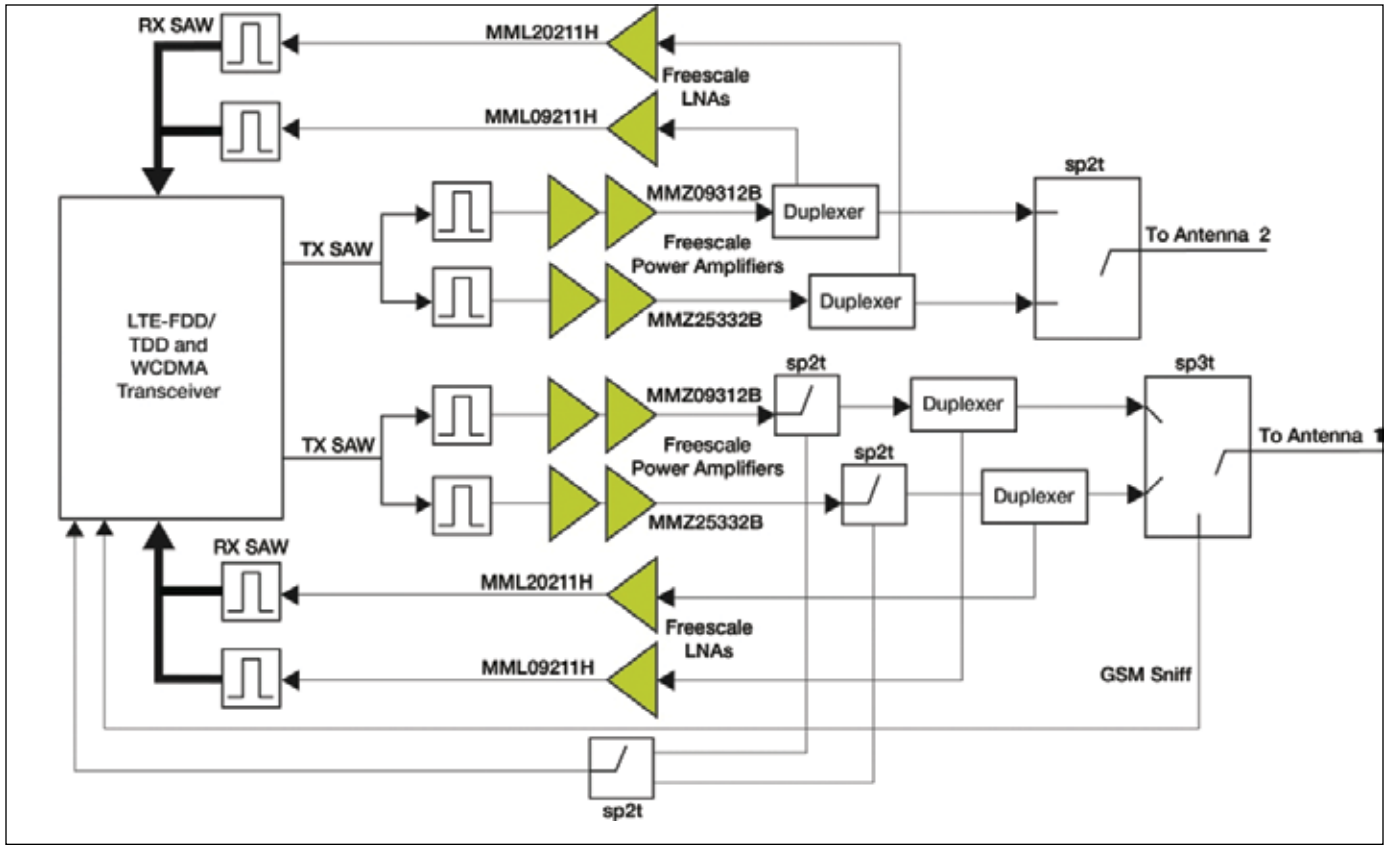 RX SAW
MML20211H
Freescale
LNAs
MML09211H
sp2t
MMZ09312B
Duplexer
To Antenna 2
TX SAW
Freescale
Power Amplifiers
Duplexer
MMZ25332B
LTE-FDD/
TDD and
WCDMA
Transceiver
sp2t
sp3t
MMZ09312B
Duplexer
To Antenna 1
TX SAW
Freescale
Power Amplifiers
sp2t
Duplexer
MMZ25332B
RX SAW
MML20211H
Freescale
LNAs
MML09211H
GSM Sniff
sp2t